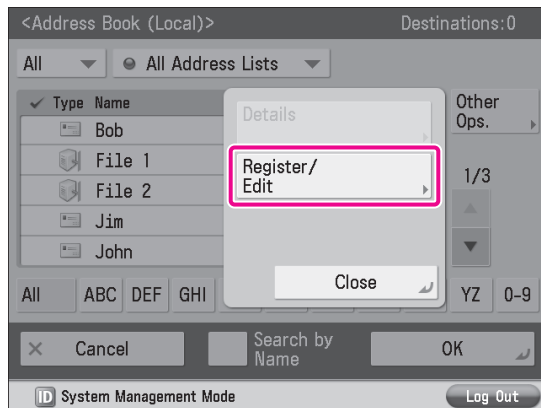 <Address Book (Local)> Destinations:0
All All Address Lists
Type Name
Details
Other
Ops.
Bob
File 1
Register/
Edit
1/3
File 2
Jim
John
Close
All ABC DEF GHI YZ 0-9
Cancel
Search by
Name
OK
ID System Management Mode Log Out